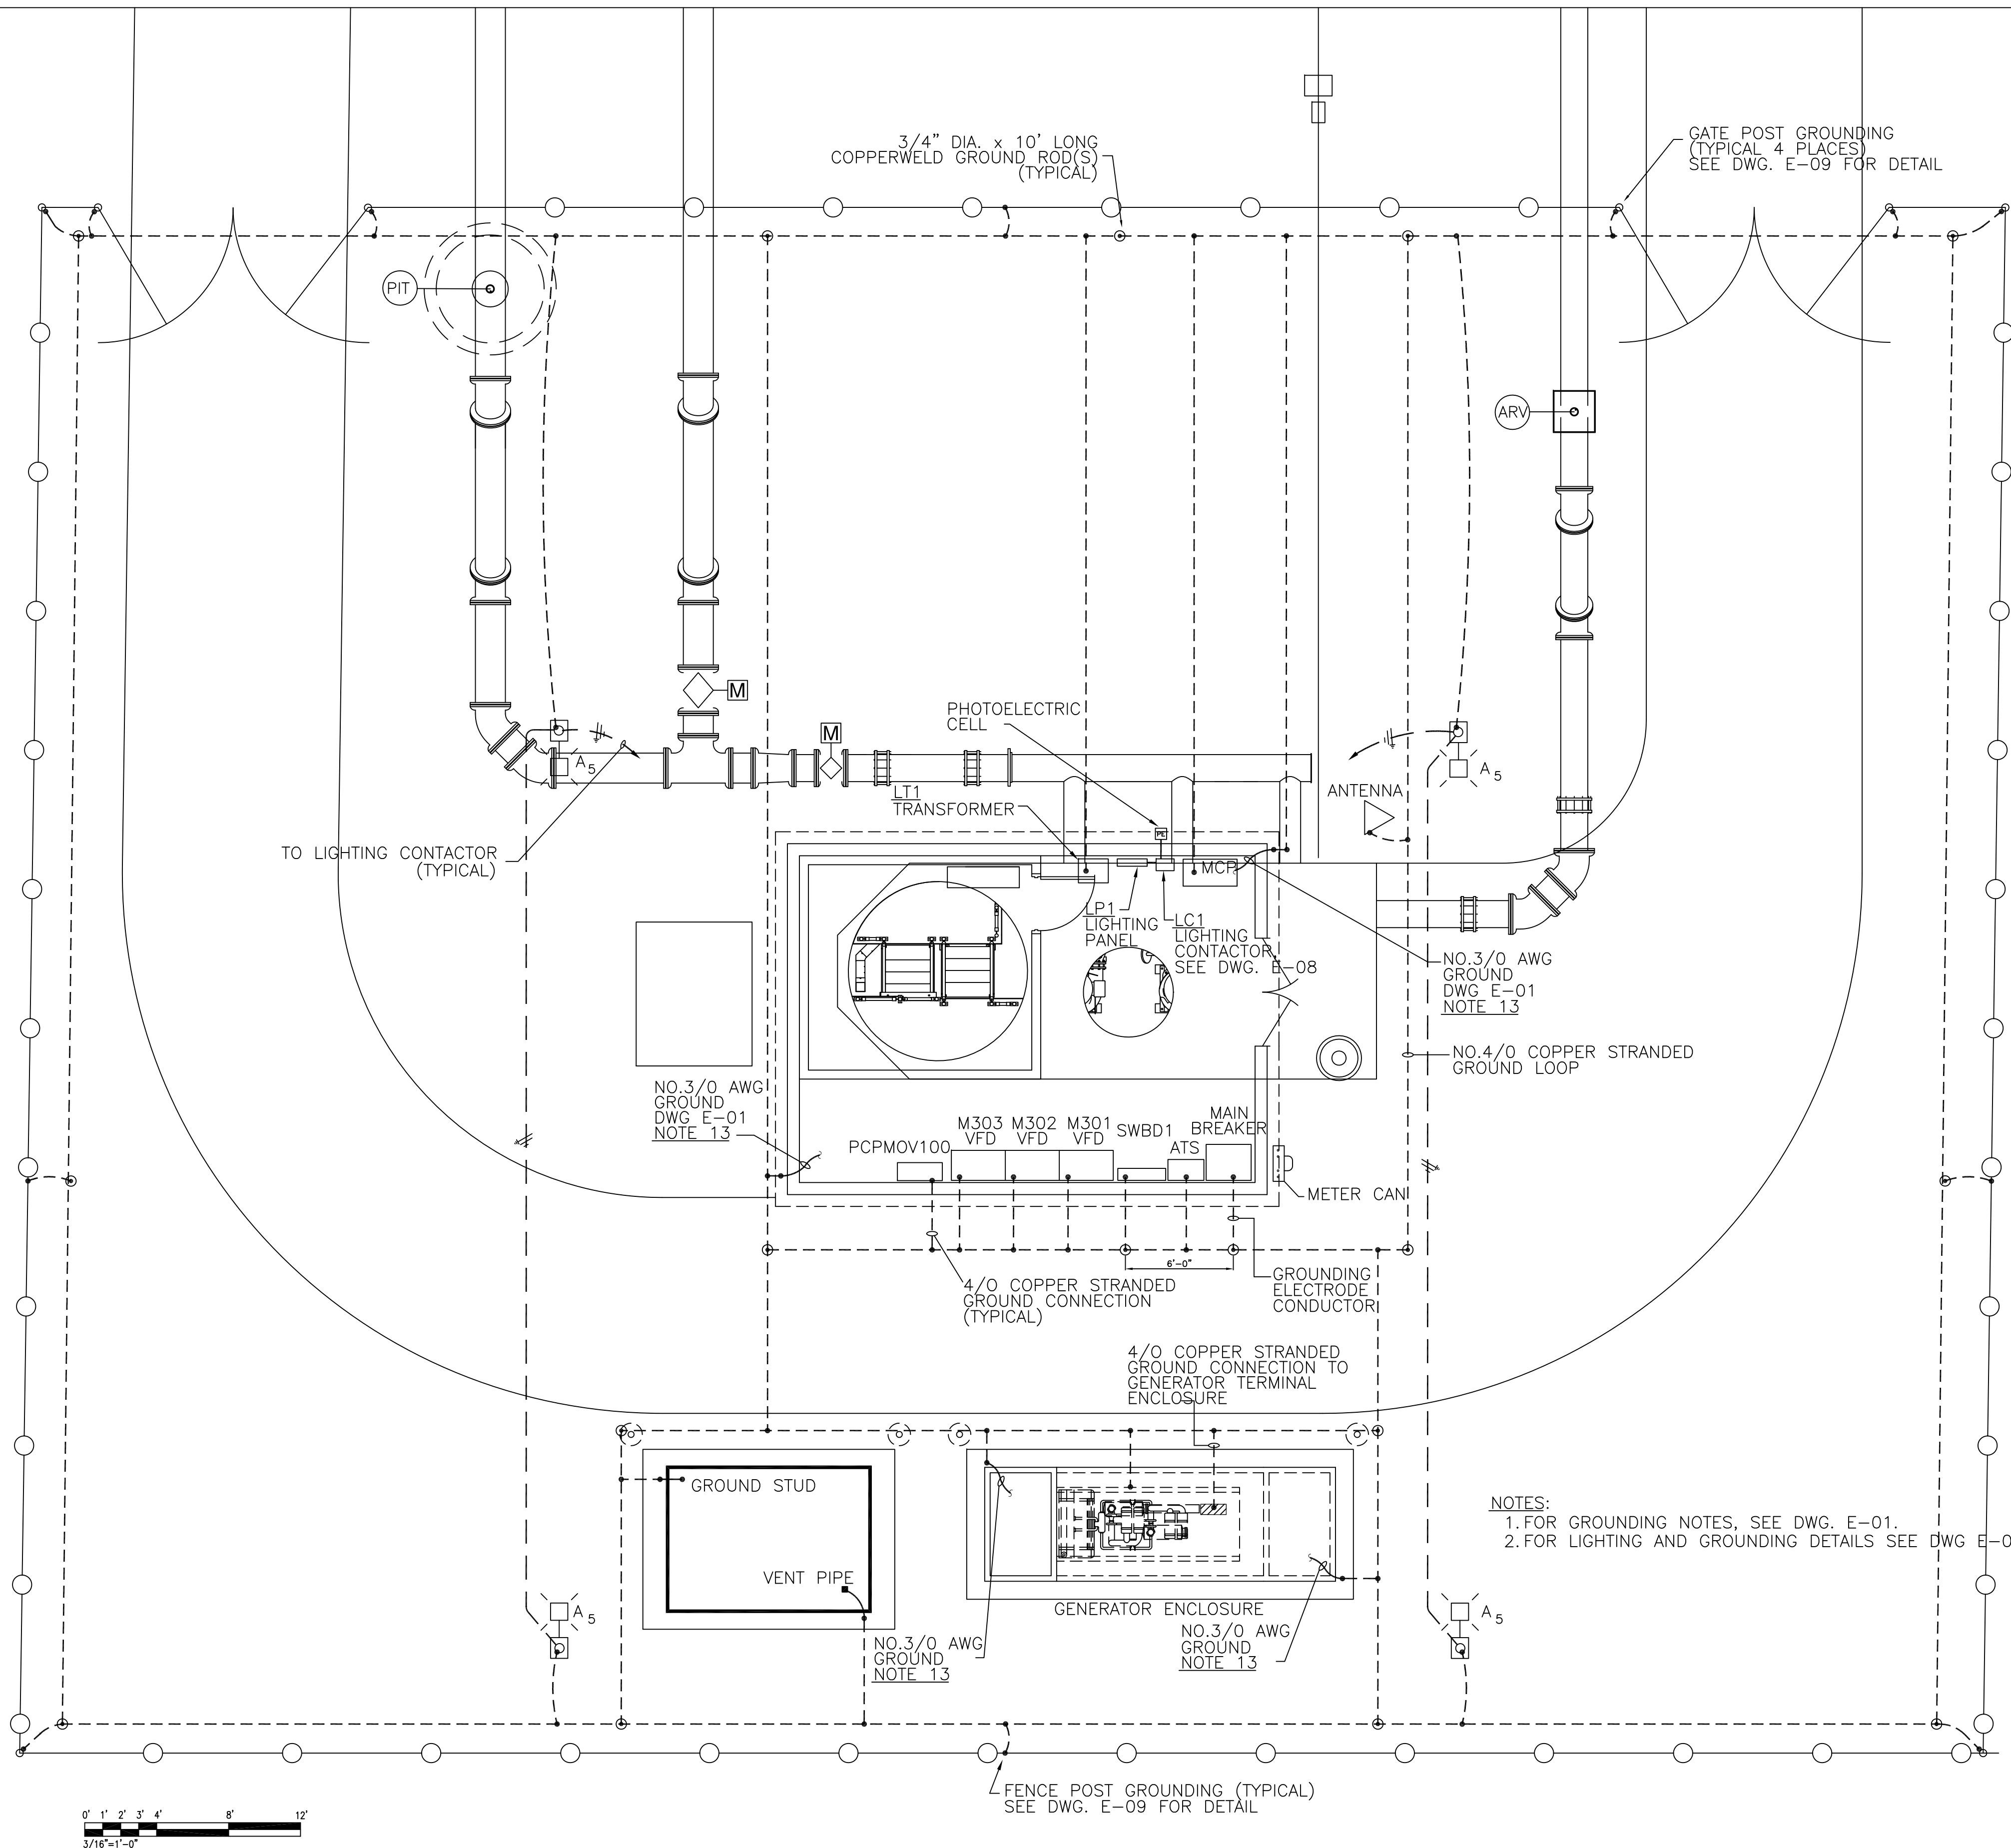 3/4” DIA. x 10’ LONG
COPPERWELD GROUND ROD(S)
(TYPICAL)
GATE POST GROUNDING
(TYPICAL 4 PLACES)
SEE DWG. E-09 FOR DETAIL
PIT
ARV
M
M
PHOTOELECTRIC
CELL
A5
A5
ANTENNA
LT1
TRANSFORMER
PE
TO LIGHTING CONTACTOR
(TYPICAL)
MCP
LP1
LIGHTING
PANEL
LC1
LIGHTING
CONTACTOR
SEE DWG. E-08
NO.3/0 AWG
GROUND
DWG E-01
NOTE 13
NO.4/0 COPPER STRANDED
GROUND LOOP
NO.3/0 AWG
GROUND
DWG E-01
NOTE 13
PCPMOV100
M303
VFD
M302
VFD
M301
VFD
SWBD1
ATS
MAIN
BREAKER
METER CAN
6'-0"
4/0 COPPER STRANDED
GROUND CONNECTION
(TYPICAL)
GROUNDING
ELECTRODE
CONDUCTOR
4/0 COPPER STRANDED
GROUND CONNECTION TO
GENERATOR TERMINAL
ENCLOSURE
GROUND STUD
VENT PIPE
GENERATOR ENCLOSURE
NOTES:
1.FOR GROUNDING NOTES, SEE DWG. E-01.
2.FOR LIGHTING AND GROUNDING DETAILS SEE DWG E-0
A5
A5
NO.3/0 AWG
GROUND
NOTE 13
NO.3/0 AWG
GROUND
NOTE 13
FENCE POST GROUNDING (TYPICAL)
SEE DWG. E-09 FOR DETAIL
0' 1' 2' 3' 4' 8' 12'
3/16"=1'-0"